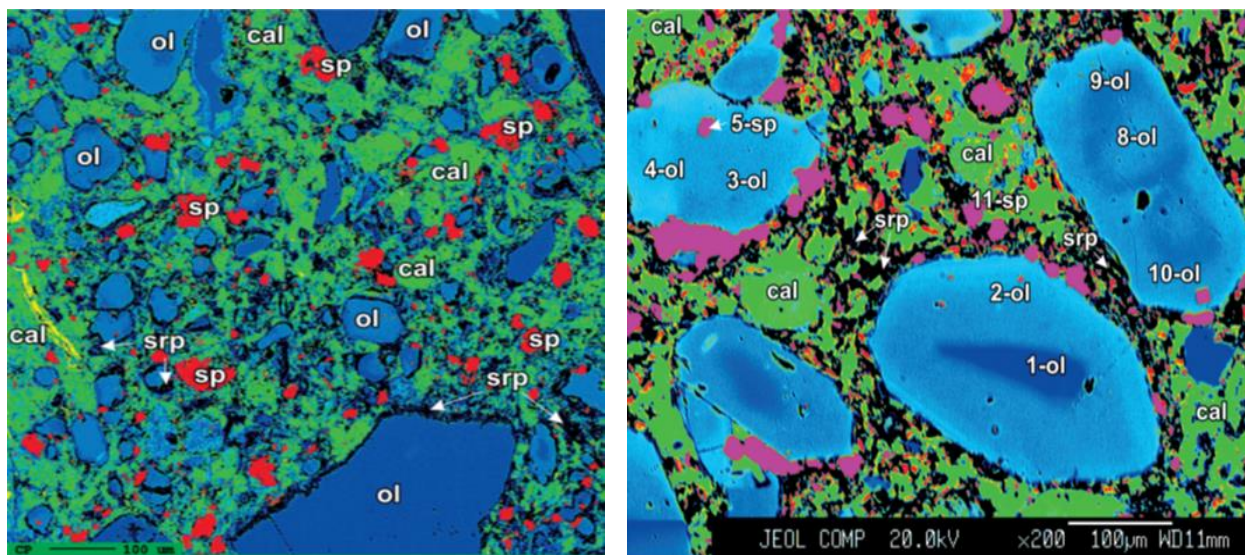 ol
cal
sp
ol
sp
ol
cal
sp
cal
ol
cal
srp
sp
sp
srp
ol
CP 100 um
cal
9-ol
5-sp
8-ol
cal
4-ol
3-ol
11-sp
srp
srp
cal
10-ol
2-ol
1-ol
cal
JEOL COMP 20.0kV ×200 100μm WD11mm